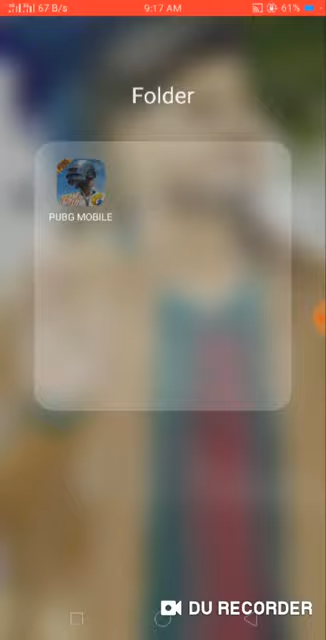 67 B/s 9:17 AM 61%
Folder
PUBG MOBILE
DU RECORDER